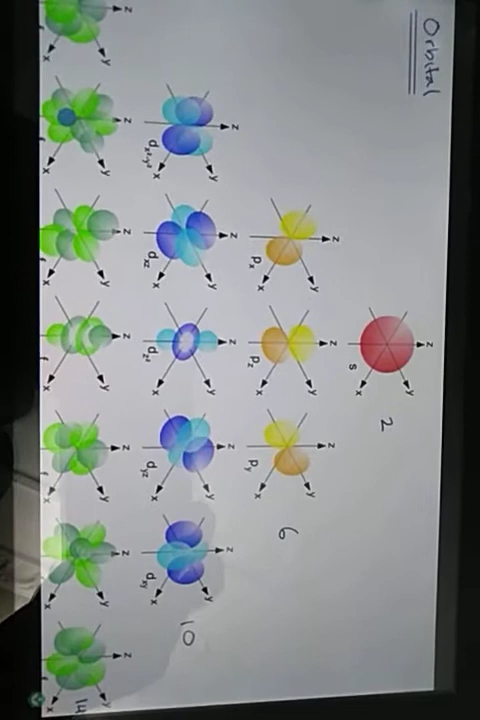 Orbital
z
y
x
s
2
z z z
y y y
x x x
px pz py
6
z z z z z
y y y y y
x x x x x
dx²-y² dxz dz² dyz dxy
10
z z z z z z z
y y y y y y y
x x x x x x x
f f f f f f
14